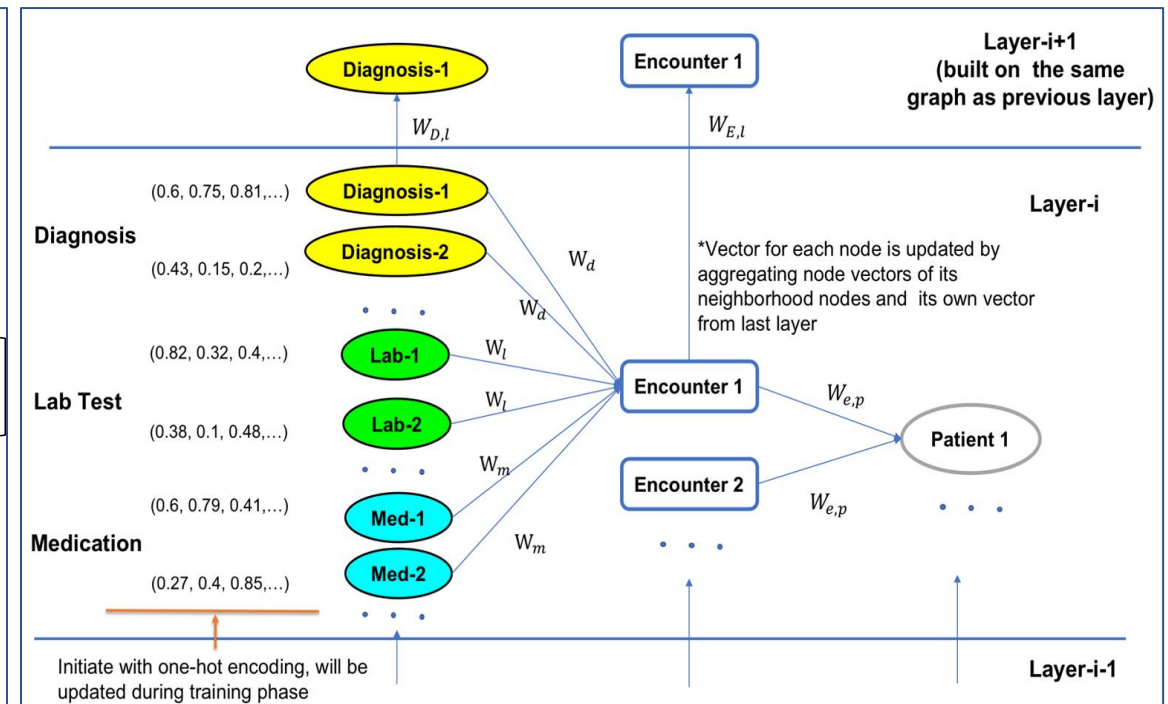 Diagnosis-1
Encounter 1
Layer-i+1
(built on the same
graph as previous layer)
W_{D,l}
W_{E,l}
(0.6, 0.75, 0.81,...)
Diagnosis-1
Layer-i
Diagnosis
Diagnosis-2
(0.43, 0.15, 0.2,...)
W_d
*Vector for each node is updated by
aggregating node vectors of its
neighborhood nodes and its own vector
from last layer
W_d
(0.82, 0.32, 0.4,...)
Lab-1
W_l
Encounter 1
W_{e,p}
Lab Test
W_l
Lab-2
(0.38, 0.1, 0.48,...)
Patient 1
W_m
Encounter 2
W_{e,p}
(0.6, 0.79, 0.41,...)
Med-1
Medication
W_m
Med-2
(0.27, 0.4, 0.85,...)
Initiate with one-hot encoding, will be
updated during training phase
Layer-i-1